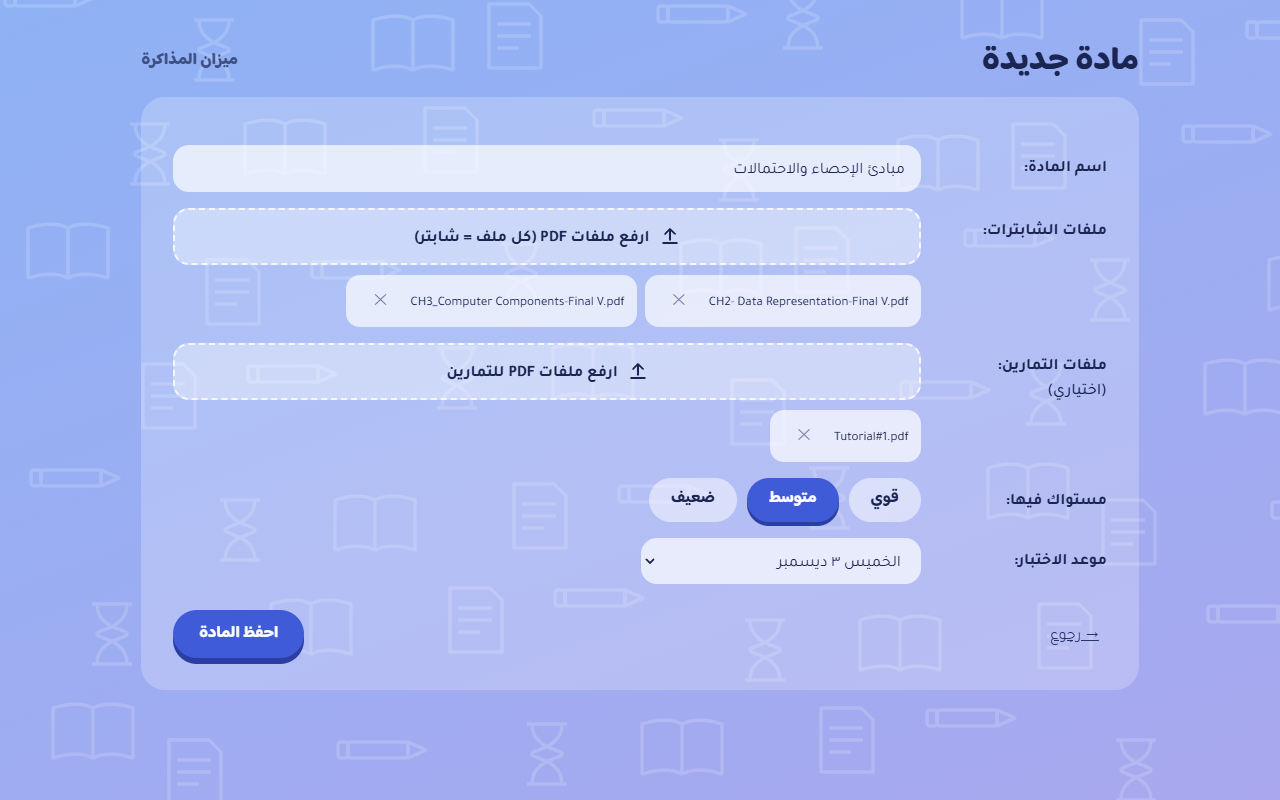 مادة جديدة
ميزان المذاكرة
اسم المادة:
مبادئ الإحصاء والاحتمالات
ملفات الشابترات:
ارفع ملفات PDF (كل ملف = شابتر)
CH2- Data Representation-Final V.pdf
CH3_Computer Components-Final V.pdf
ملفات التمارين:
(اختياري)
ارفع ملفات PDF للتمارين
Tutorial#1.pdf
مستواك فيها:
قوي
متوسط
ضعيف
موعد الاختبار:
الخميس ٣ ديسمبر
→ رجوع
احفظ المادة